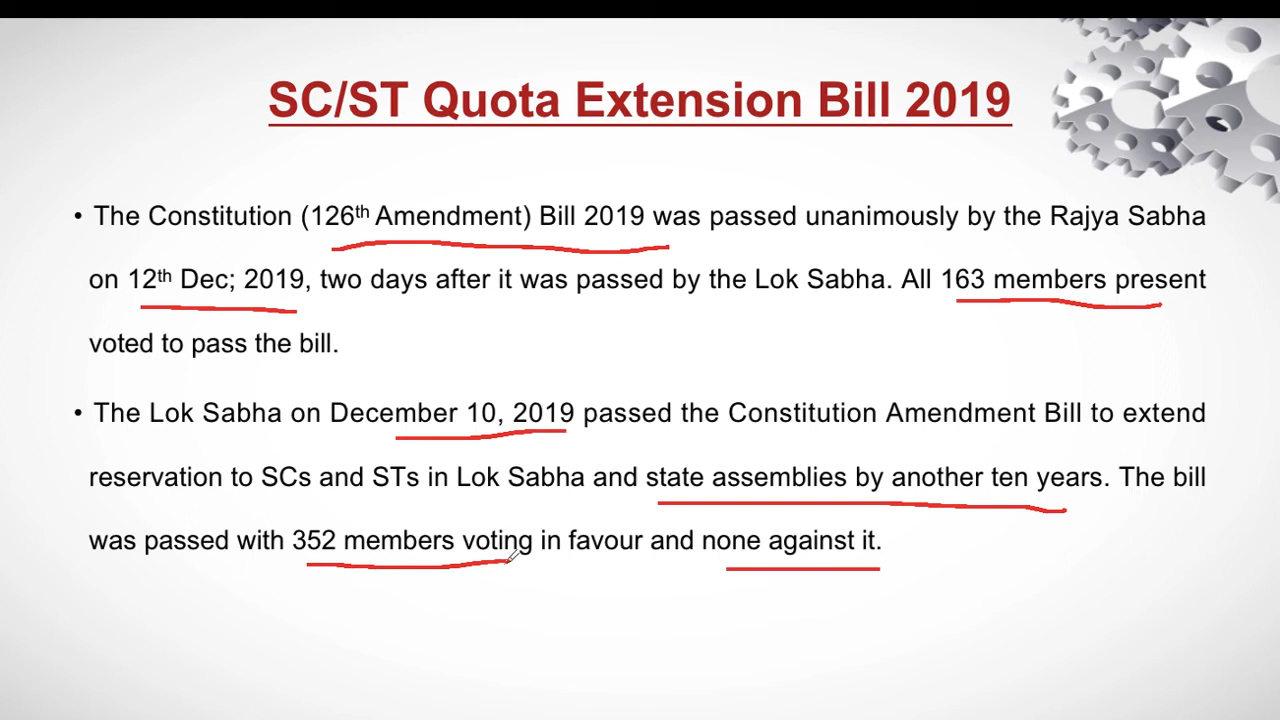 SC/ST Quota Extension Bill 2019
• The Constitution (126th Amendment) Bill 2019 was passed unanimously by the Rajya Sabha
on 12th Dec; 2019, two days after it was passed by the Lok Sabha. All 163 members present
voted to pass the bill.
• The Lok Sabha on December 10, 2019 passed the Constitution Amendment Bill to extend
reservation to SCs and STs in Lok Sabha and state assemblies by another ten years. The bill
was passed with 352 members voting in favour and none against it.